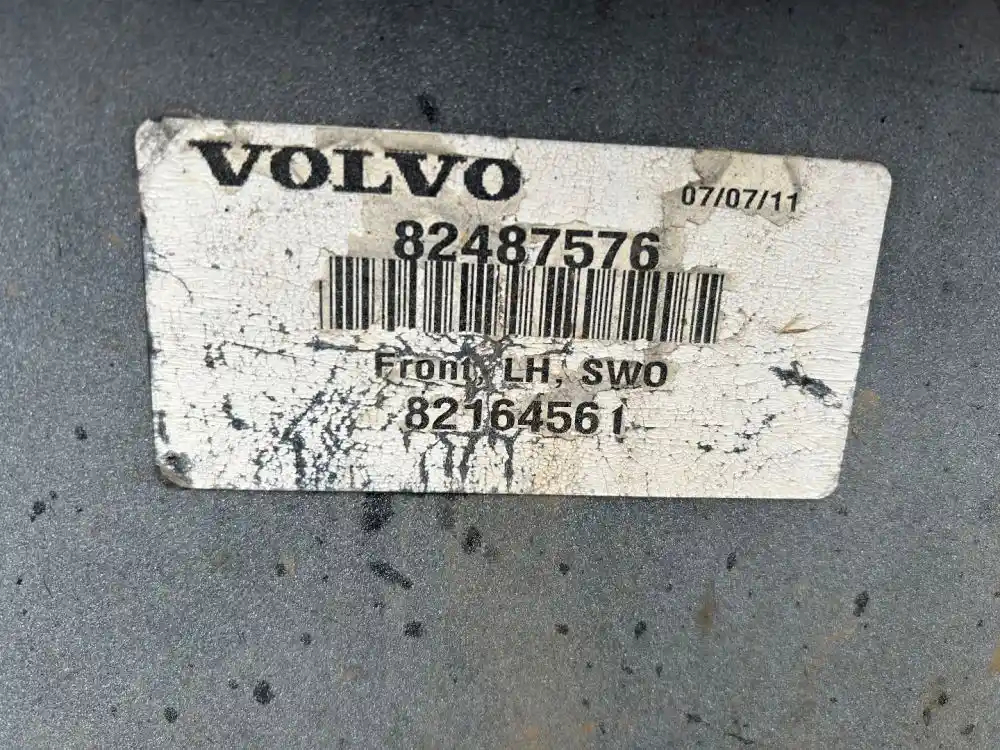 VOLVO
07/07/11
82487576
Front, LH, SWO
82164561